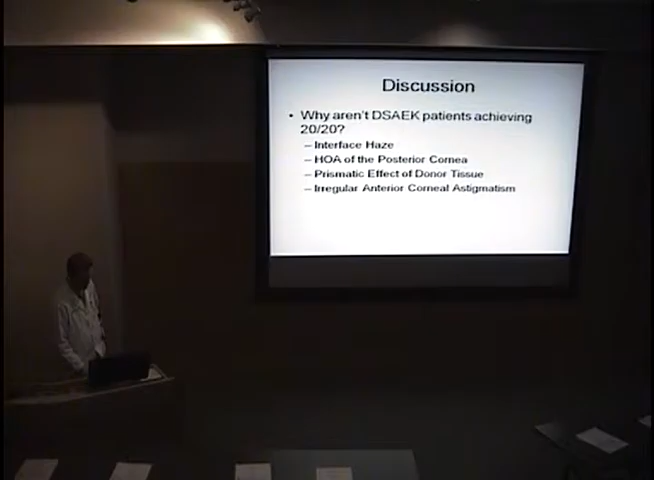 Discussion
• Why aren't DSAEK patients achieving
20/20?
– Interface Haze
– HOA of the Posterior Cornea
– Prismatic Effect of Donor Tissue
– Irregular Anterior Corneal Astigmatism